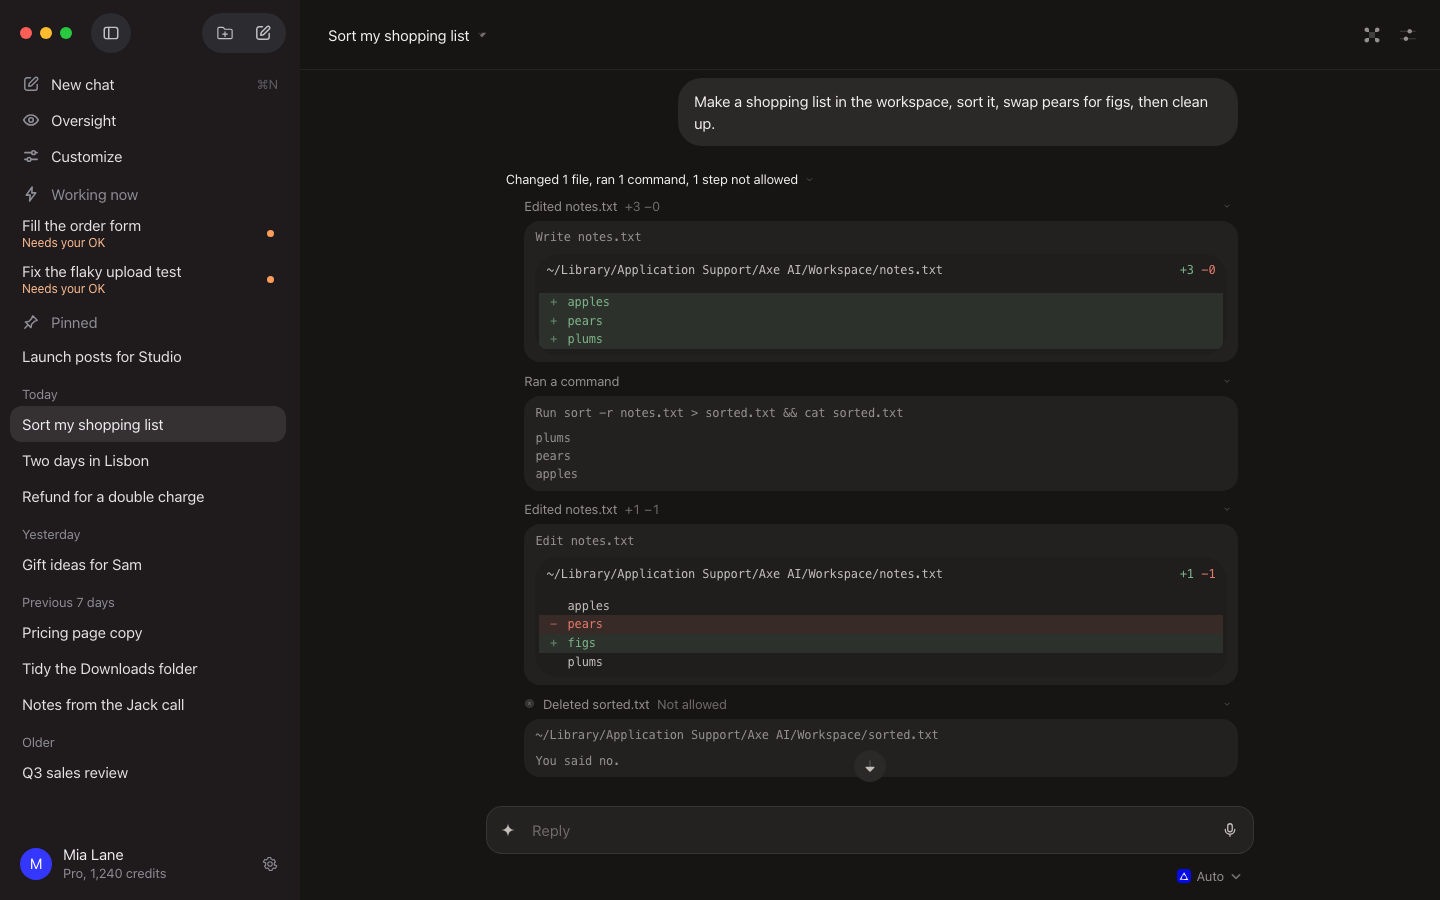 New chat
⌘N
Oversight
Customize
Working now
Fill the order form
Needs your OK
Fix the flaky upload test
Needs your OK
Pinned
Launch posts for Studio
Today
Sort my shopping list
Two days in Lisbon
Refund for a double charge
Yesterday
Gift ideas for Sam
Previous 7 days
Pricing page copy
Tidy the Downloads folder
Notes from the Jack call
Older
Q3 sales review
M
Mia Lane
Pro, 1,240 credits
Sort my shopping list
Make a shopping list in the workspace, sort it, swap pears for figs, then clean
up.
Changed 1 file, ran 1 command, 1 step not allowed
Edited notes.txt +3 −0
Write notes.txt
~/Library/Application Support/Axe AI/Workspace/notes.txt +3 −0
+ apples
+ pears
+ plums
Ran a command
Run sort −r notes.txt > sorted.txt && cat sorted.txt
plums
pears
apples
Edited notes.txt +1 −1
Edit notes.txt
~/Library/Application Support/Axe AI/Workspace/notes.txt +1 −1
apples
− pears
+ figs
plums
Deleted sorted.txt Not allowed
~/Library/Application Support/Axe AI/Workspace/sorted.txt
You said no.
Reply
Auto